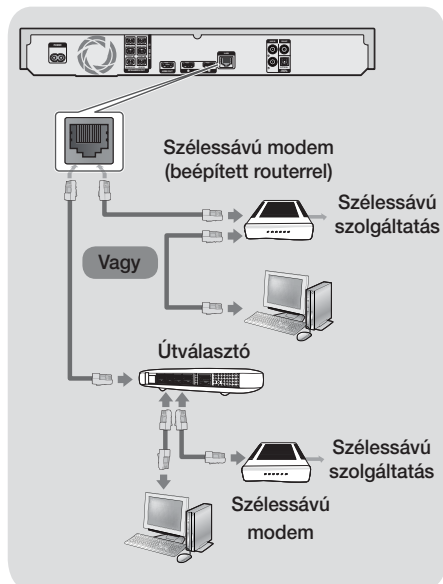 Szélessávú modem
(beépített routerrel)
Szélessávú
szolgáltatás
Vagy
Útválasztó
Szélessávú
szolgáltatás
Szélessávú
modem